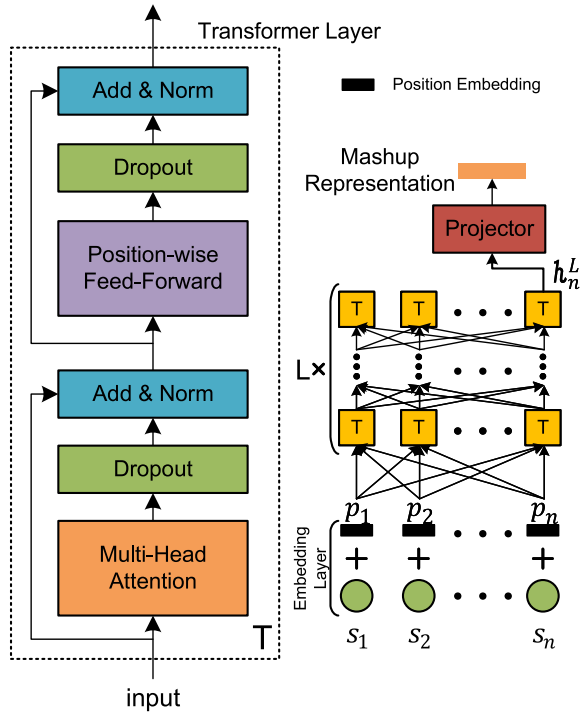 Transformer Layer
Add & Norm
Dropout
Position-wise
Feed-Forward
Add & Norm
Dropout
Multi-Head
Attention
T
input
Position Embedding
Mashup
Representation
Projector
h_n^L
T T T
L×
T T T
p_1 p_2 p_n
+ + +
Embedding
Layer
s_1 s_2 s_n